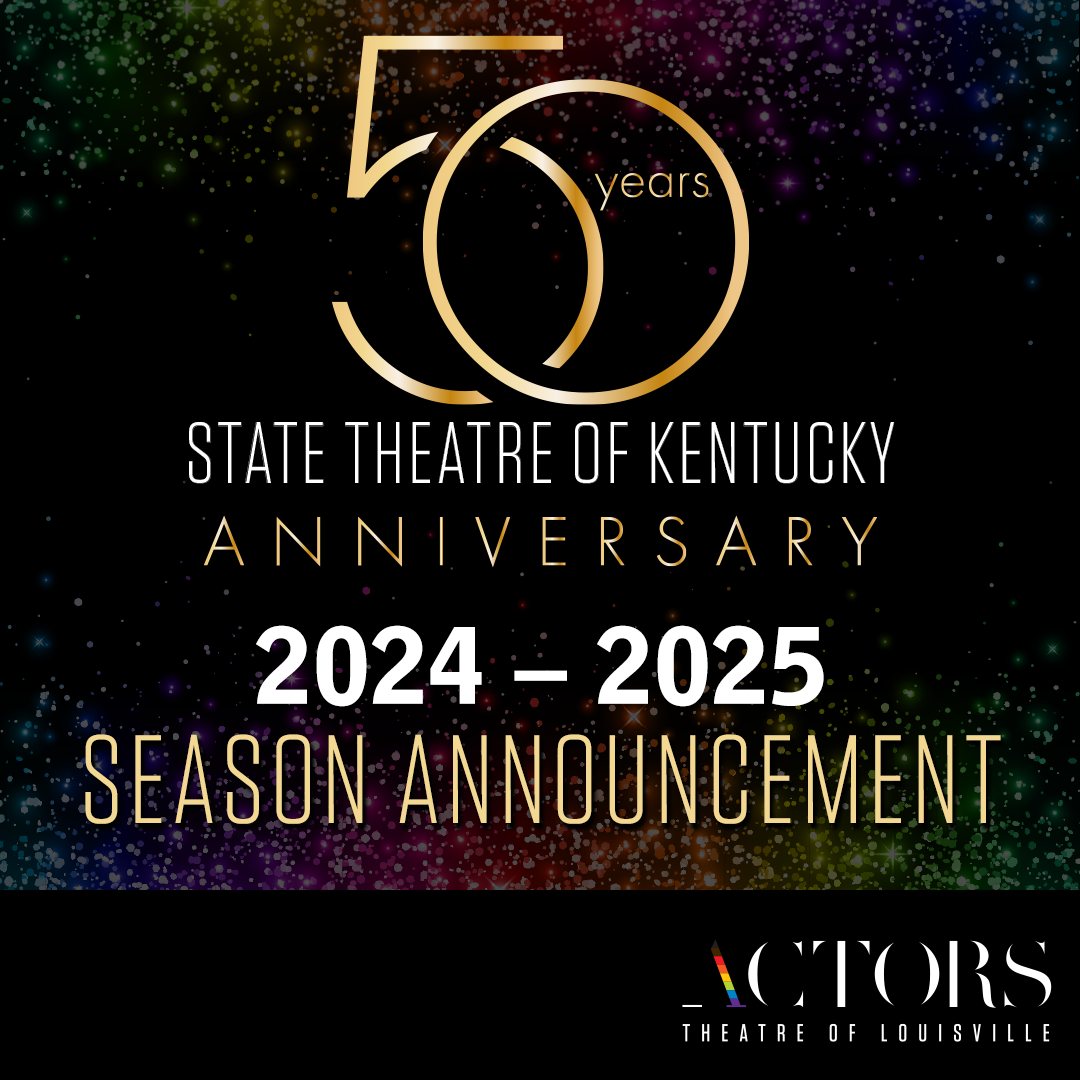 50
years
STATE THEATRE OF KENTUCKY
ANNIVERSARY
2024 – 2025
SEASON ANNOUNCEMENT
ACTORS
THEATRE OF LOUISVILLE